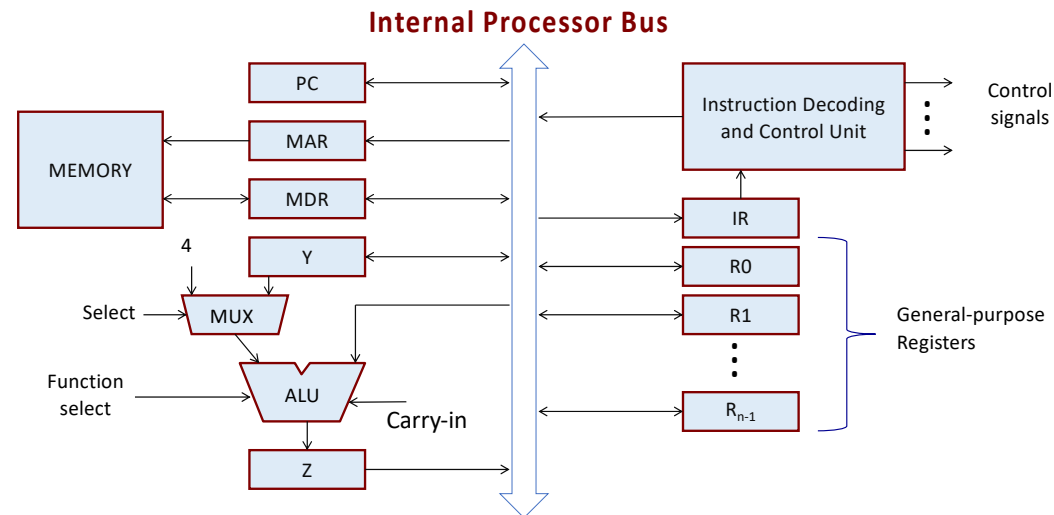 Internal Processor Bus
PC
MAR
MDR
MEMORY
4
Y
Select
MUX
Function
select
ALU
Carry-in
Z
Instruction Decoding
and Control Unit
Control
signals
IR
R0
R1
General-purpose
Registers
Rn-1